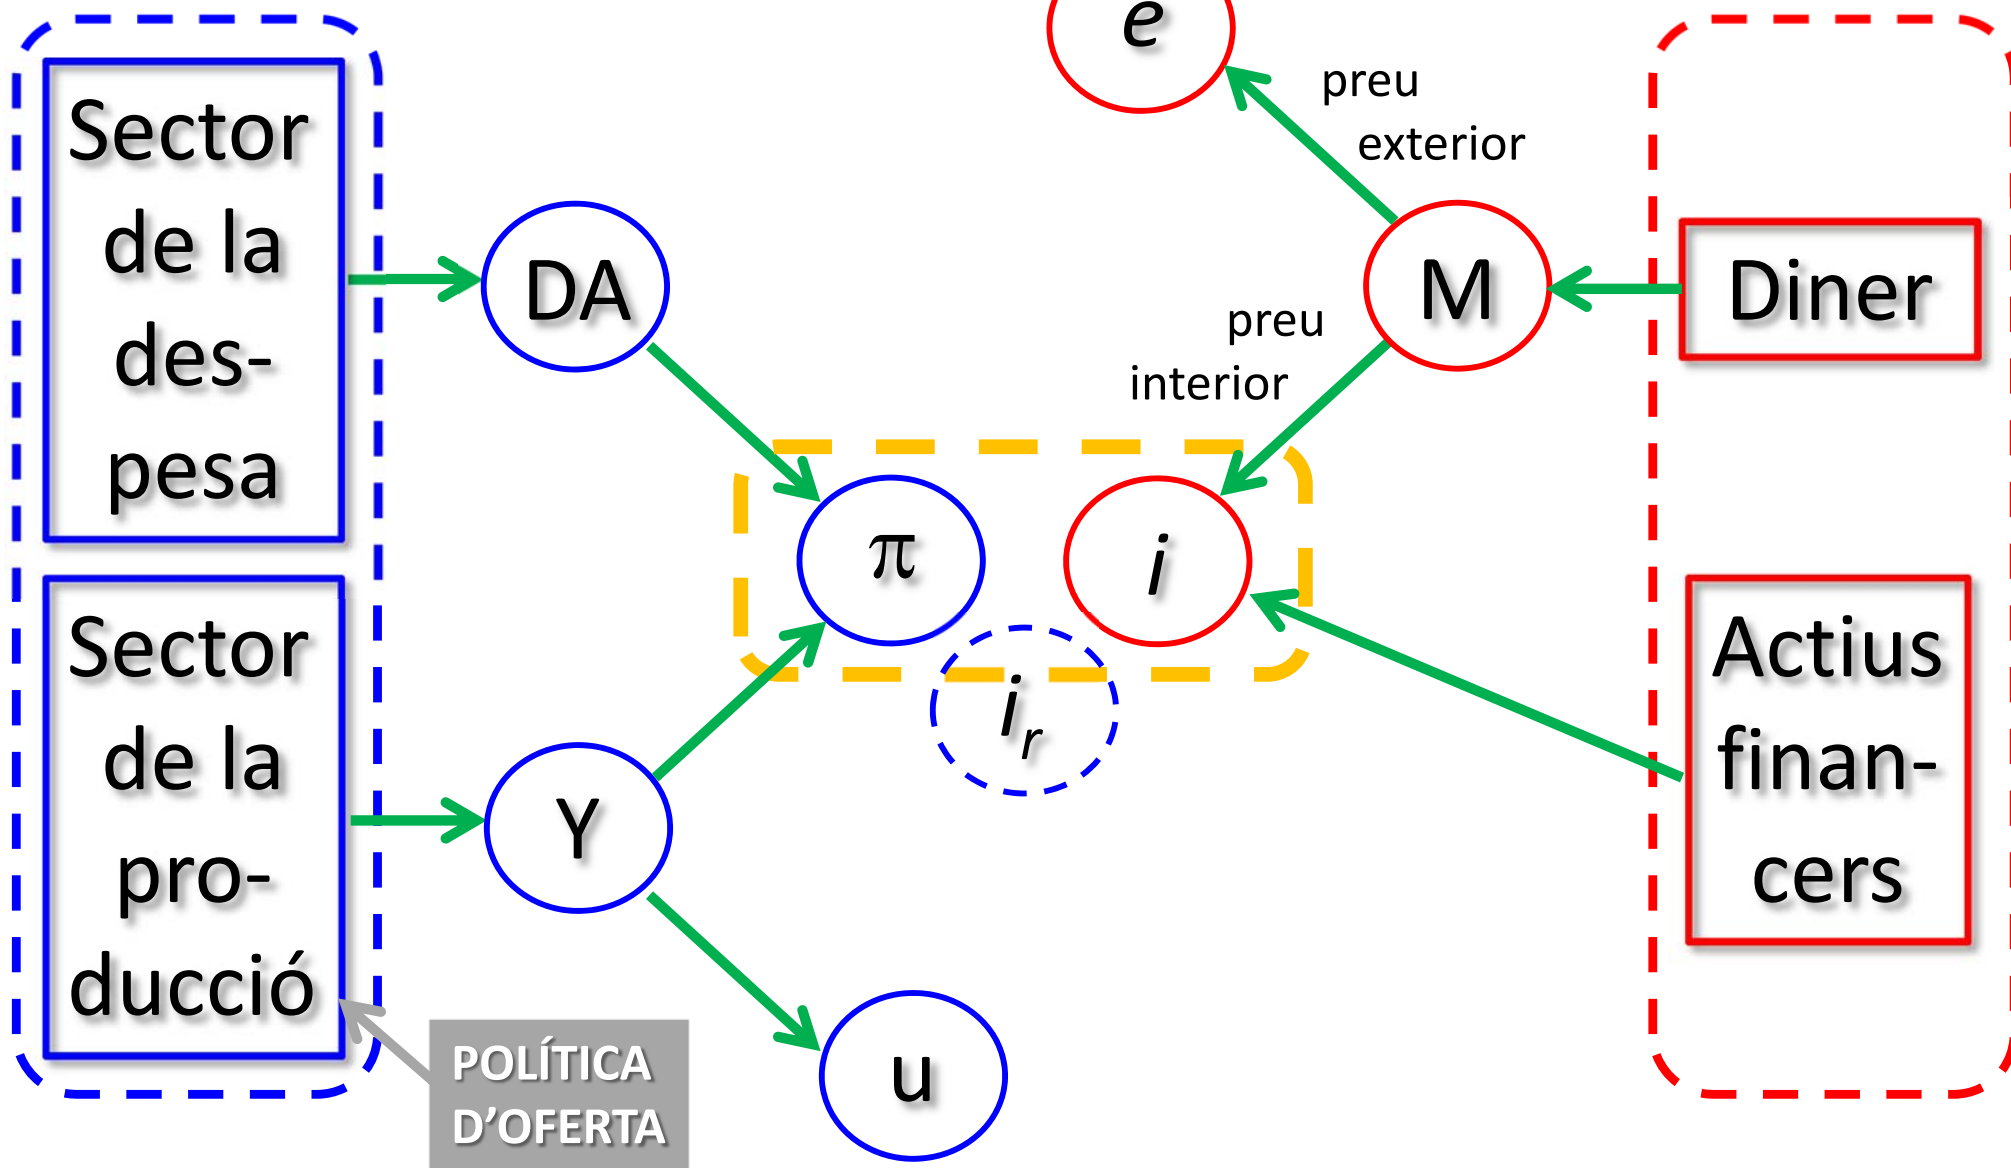 Sector
de la
des-
pesa
Sector
de la
pro-
ducció
POLÍTICA
D’OFERTA
DA
Y
π
i
i_r
u
e
preu
exterior
M
preu
interior
Diner
Actius
finan-
cers